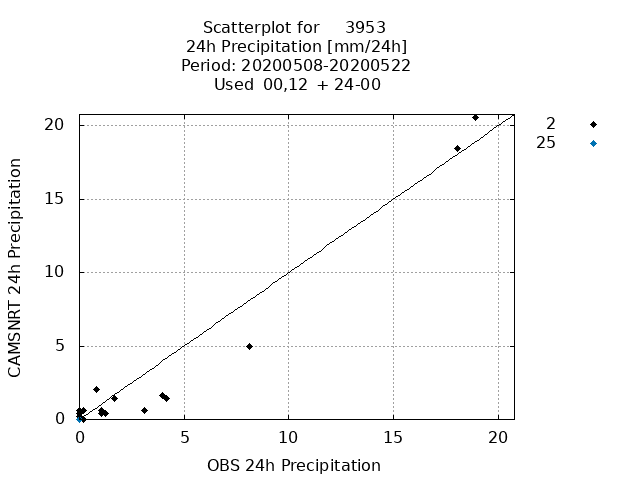 Scatterplot for 3953
24h Precipitation [mm/24h]
Period: 20200508-20200522
Used 00,12 + 24-00
2
25
CAMSNRT 24h Precipitation
20
15
10
5
0
0 5 10 15 20
OBS 24h Precipitation